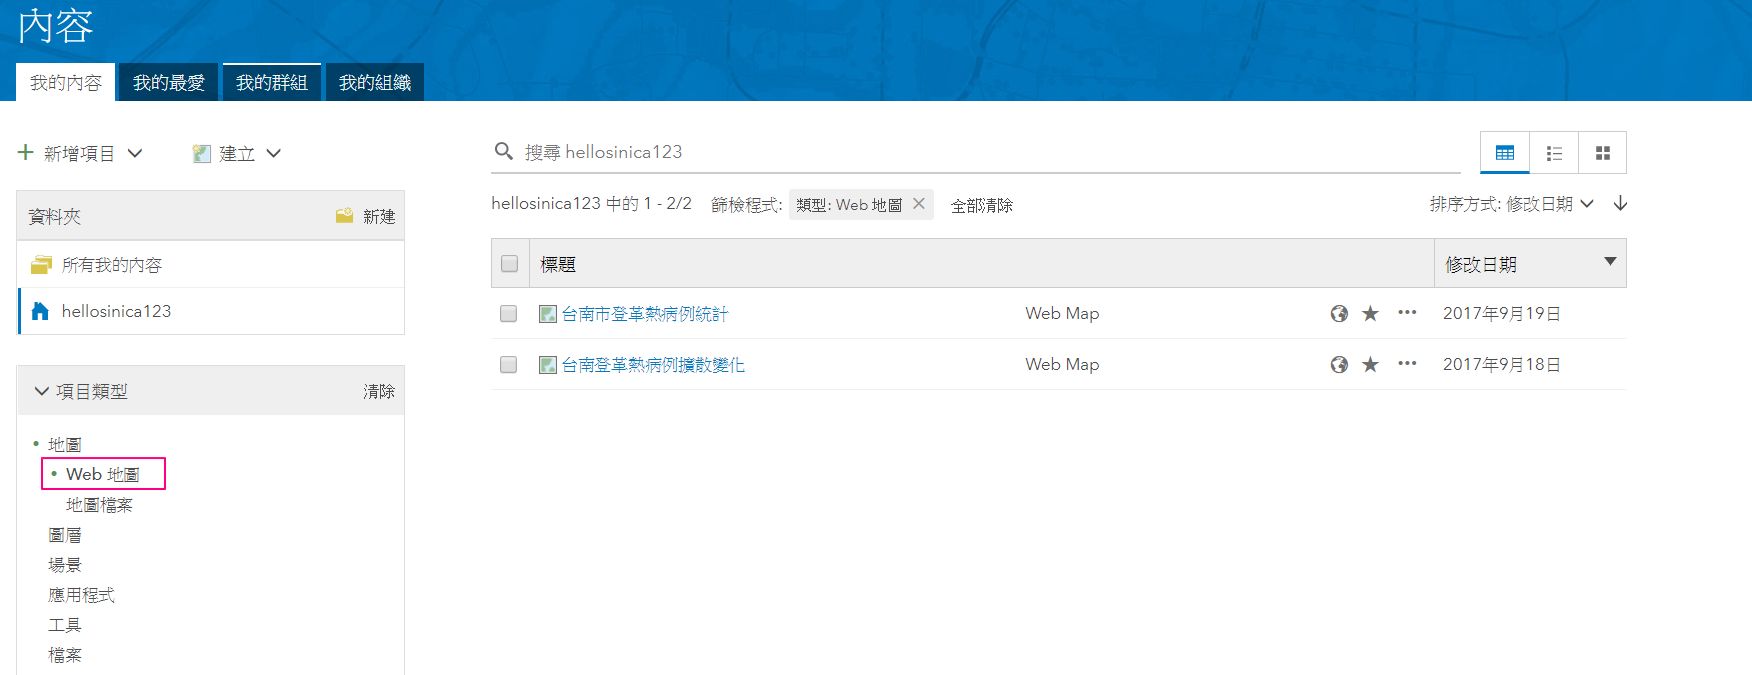 內容
我的內容 我的最愛 我的群組 我的組織
新增項目 建立
資料夾 新建
所有我的內容
hellosinica123
項目類型 清除
地圖
Web 地圖
地圖檔案
圖層
場景
應用程式
工具
檔案
搜尋 hellosinica123
hellosinica123 中的 1 - 2/2 篩檢程式: 類型: Web 地圖 全部清除 排序方式: 修改日期
標題 修改日期
台南市登革熱病例統計 Web Map 2017年9月19日
台南登革熱病例擴散變化 Web Map 2017年9月18日